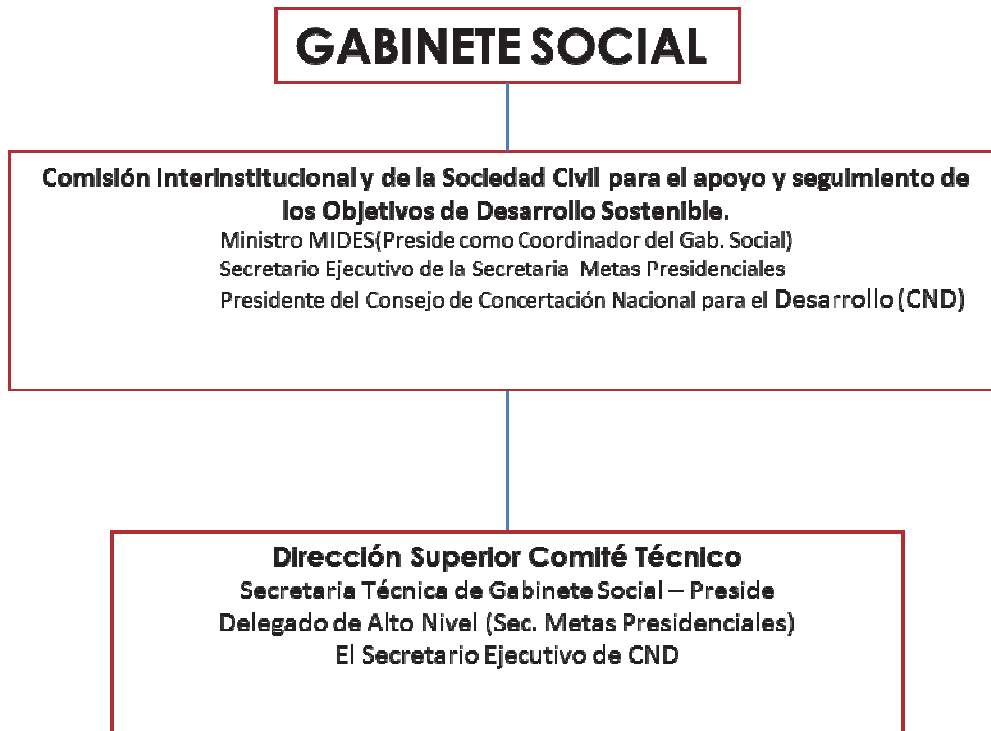 GABINETE SOCIAL
Comisión Interinstitucional y de la Sociedad Civil para el apoyo y seguimiento de
los Objetivos de Desarrollo Sostenible.
Ministro MIDES(Preside como Coordinador del Gab. Social)
Secretario Ejecutivo de la Secretaria Metas Presidenciales
Presidente del Consejo de Concertación Nacional para el Desarrollo (CND)
Dirección Superior Comité Técnico
Secretaria Técnica de Gabinete Social – Preside
Delegado de Alto Nivel (Sec. Metas Presidenciales)
El Secretario Ejecutivo de CND